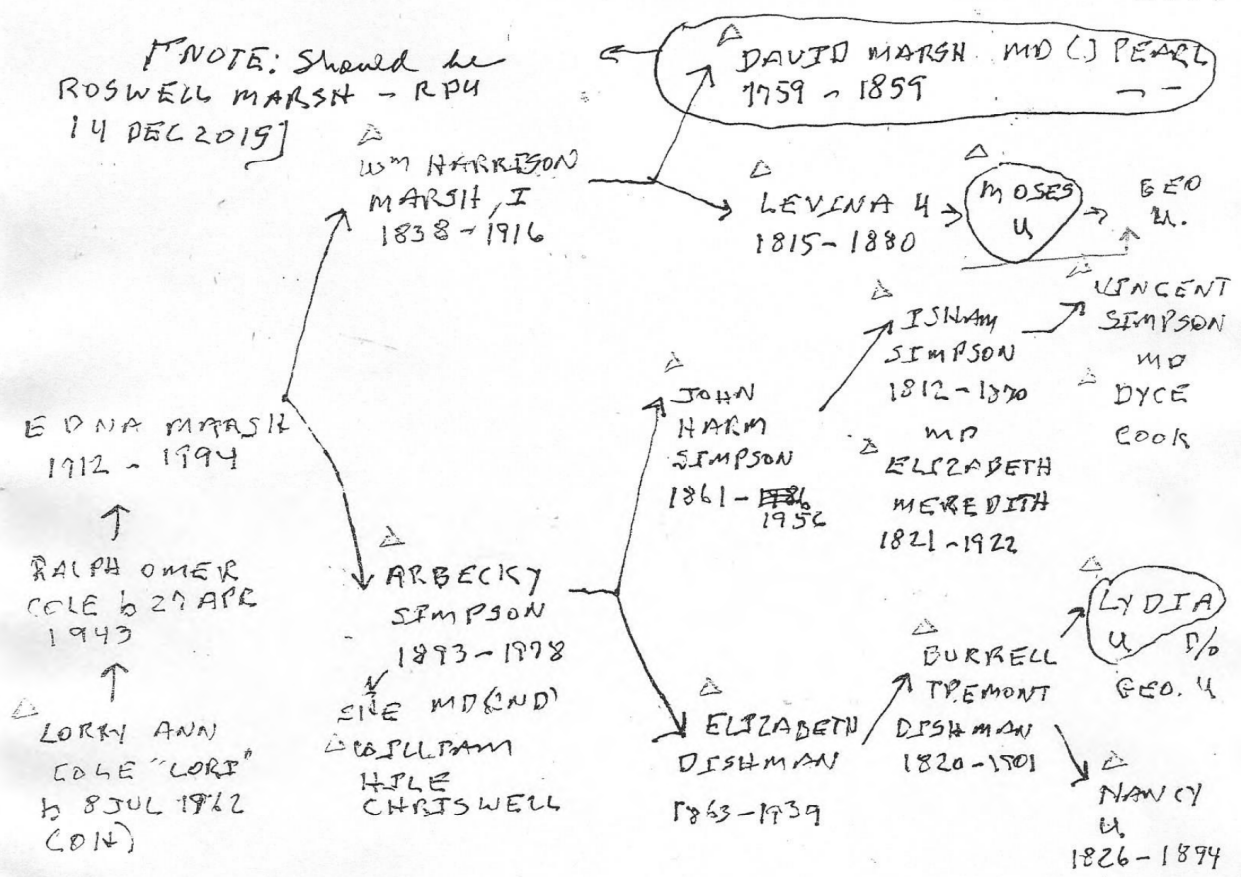 [NOTE: Should be
ROSWELL MARSH - RPH
14 DEC 2019]
DAVID MARSH MD () PEARL
1759 - 1859 - -
WM HARRISON
MARSH, I
1838 - 1916
LEVINA U
1815 - 1880
MOSES
U
GEO
U.
EDNA MARSH
1912 - 1994
RALPH OMER
COLE b 27 APR
1943
LORRY ANN
COLE "LORI"
b 8 JUL 1962
(OH)
ARBECKY
SIMPSON
1893 - 1978
SHE MD (2ND)
WILLIAM
HILE
CHRISWELL
JOHN
HARM
SIMPSON
1861 -
1956
ELIZABETH
DISHMAN
1863 - 1939
ISHAM
SIMPSON
1812 - 1870
MD
ELIZABETH
MEREDITH
1821 - 1922
VINCENT
SIMPSON
MD
DYCE
COOK
BURRELL
TREMONT
DISHMAN
1820 - 1901
LYDIA
U D/o
GEO. U
NANCY
U.
1826 - 1894